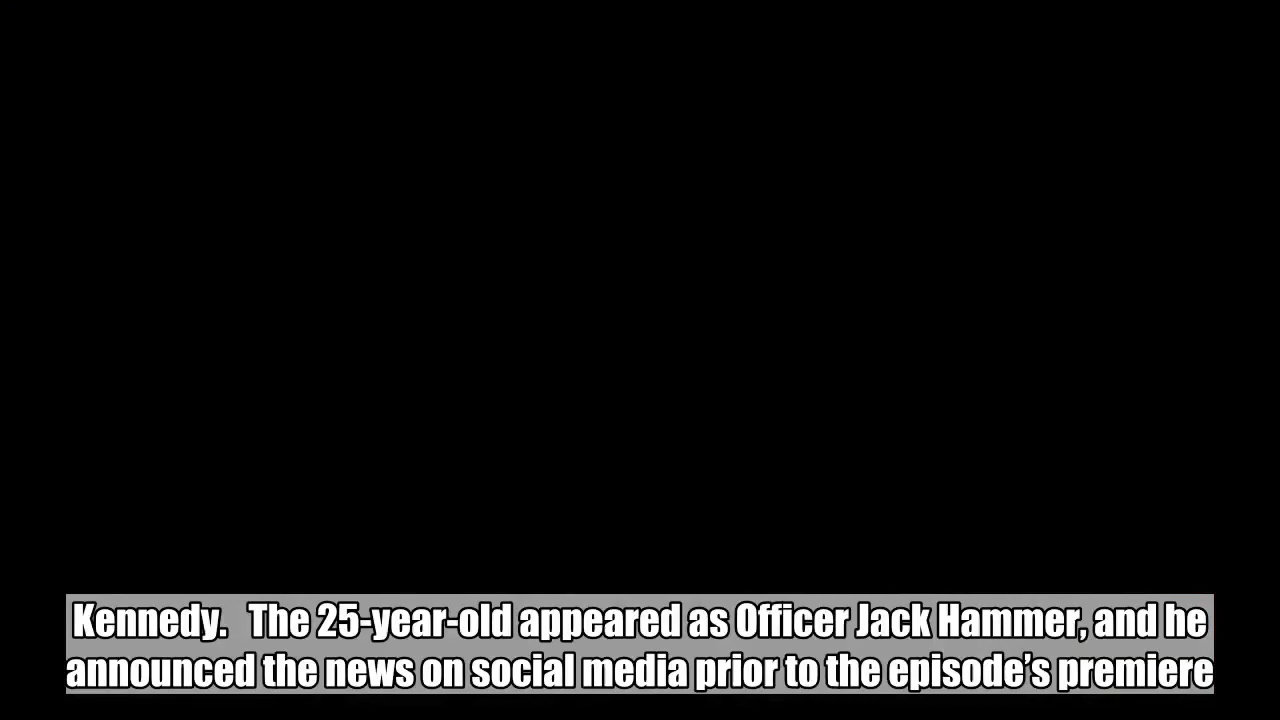 Kennedy.   The 25-year-old appeared as Officer Jack Hammer, and he
announced the news on social media prior to the episode’s premiere